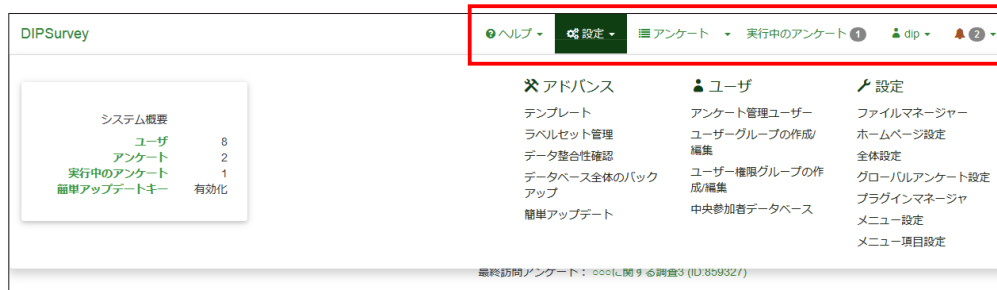 DIPSurvey
ヘルプ 設定 アンケート 実行中のアンケート 1 dip 2
システム概要
ユーザ 8
アンケート 2
実行中のアンケート 1
簡単アップデートキー 有効化
アドバンス
テンプレート
ラベルセット管理
データ整合性確認
データベース全体のバック
アップ
簡単アップデート
ユーザ
アンケート管理ユーザー
ユーザーグループの作成/
編集
ユーザー権限グループの作
成/編集
中央参加者データベース
設定
ファイルマネージャー
ホームページ設定
全体設定
グローバルアンケート設定
プラグインマネージャ
メニュー設定
メニュー項目設定
最終訪問アンケート： ○○○に関する調査3 (ID:859327)